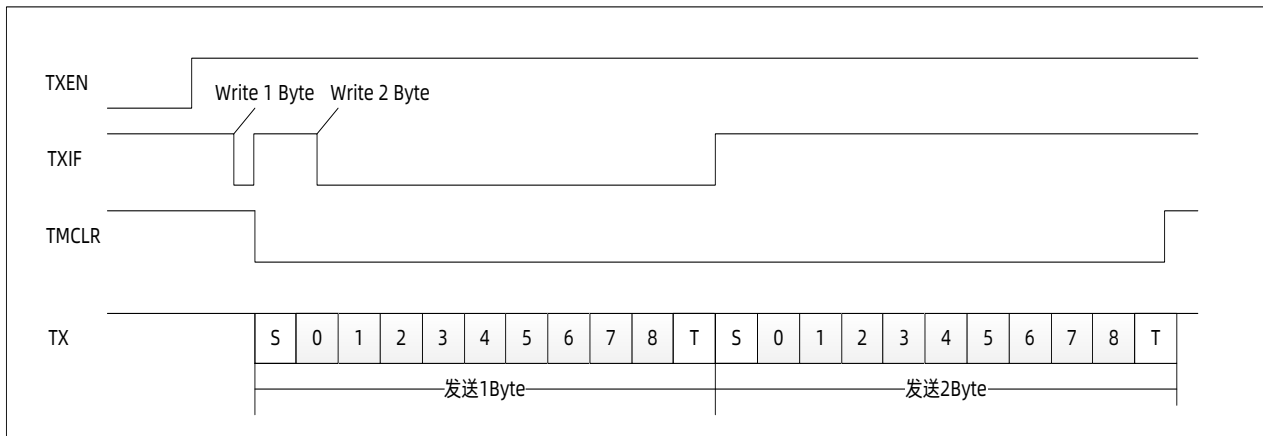 TXEN
Write 1 Byte Write 2 Byte
TXIF
TMCLR
TX S 0 1 2 3 4 5 6 7 8 T S 0 1 2 3 4 5 6 7 8 T
发送1Byte 发送2Byte